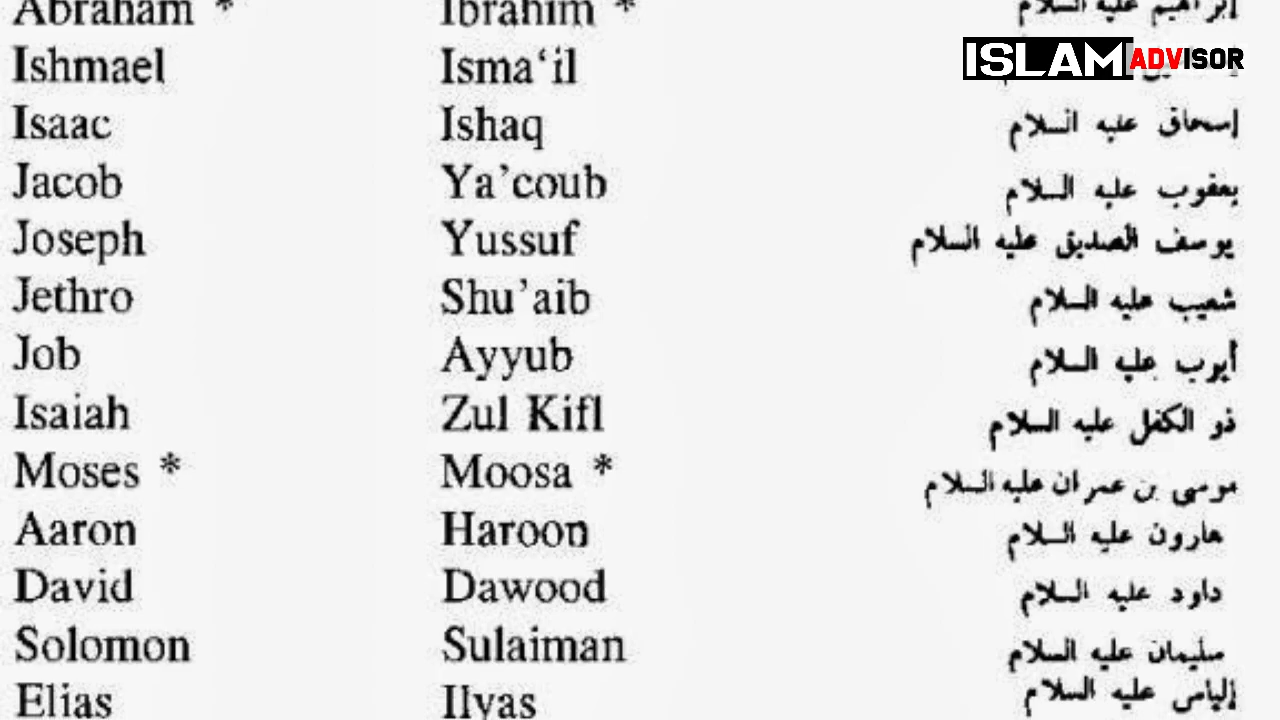 Abraham * Ibrahim * إبراهيم عليه السلام
ISLAM ADVISOR
Ishmael Isma‘il
Isaac Ishaq إسحاق عليه السلام
Jacob Ya’coub يعقوب عليه السلام
Joseph Yussuf يوسف الصديق عليه السلام
Jethro Shu’aib شعيب عليه السلام
Job Ayyub أيوب عليه السلام
Isaiah Zul Kifl ذو الكفل عليه السلام
Moses * Moosa * موسى بن عمران عليه السلام
Aaron Haroon هارون عليه السلام
David Dawood داود عليه السلام
Solomon Sulaiman سليمان عليه السلام
Elias Ilyas إلياس عليه السلام